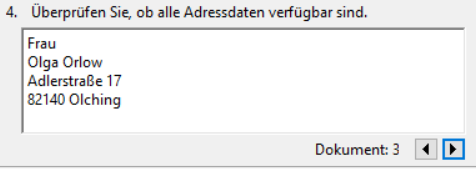 4. Überprüfen Sie, ob alle Adressdaten verfügbar sind.
Frau
Olga Orlow
Adlerstraße 17
82140 Olching
Dokument: 3